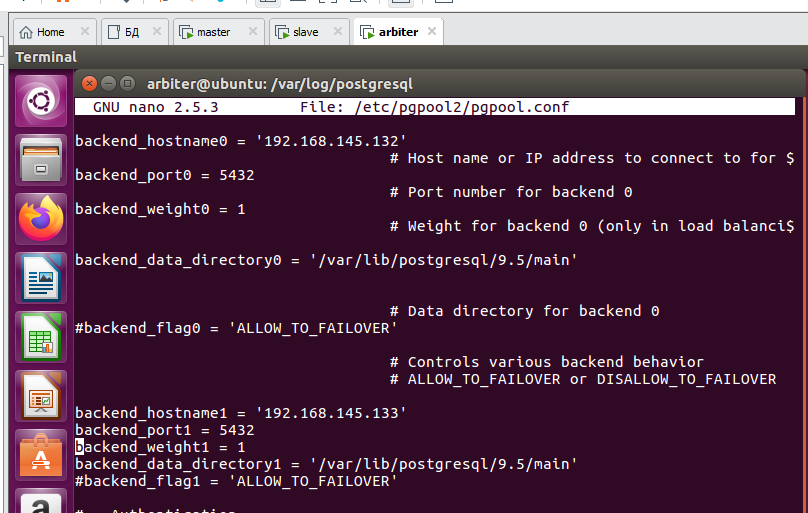 Home
БД
master
slave
arbiter
Terminal
arbiter@ubuntu: /var/log/postgresql
GNU nano 2.5.3 File: /etc/pgpool2/pgpool.conf
backend_hostname0 = '192.168.145.132'
# Host name or IP address to connect to for $
backend_port0 = 5432
# Port number for backend 0
backend_weight0 = 1
# Weight for backend 0 (only in load balanci$
backend_data_directory0 = '/var/lib/postgresql/9.5/main'
# Data directory for backend 0
#backend_flag0 = 'ALLOW_TO_FAILOVER'
# Controls various backend behavior
# ALLOW_TO_FAILOVER or DISALLOW_TO_FAILOVER
backend_hostname1 = '192.168.145.133'
backend_port1 = 5432
backend_weight1 = 1
backend_data_directory1 = '/var/lib/postgresql/9.5/main'
#backend_flag1 = 'ALLOW_TO_FAILOVER'
# - Authentication